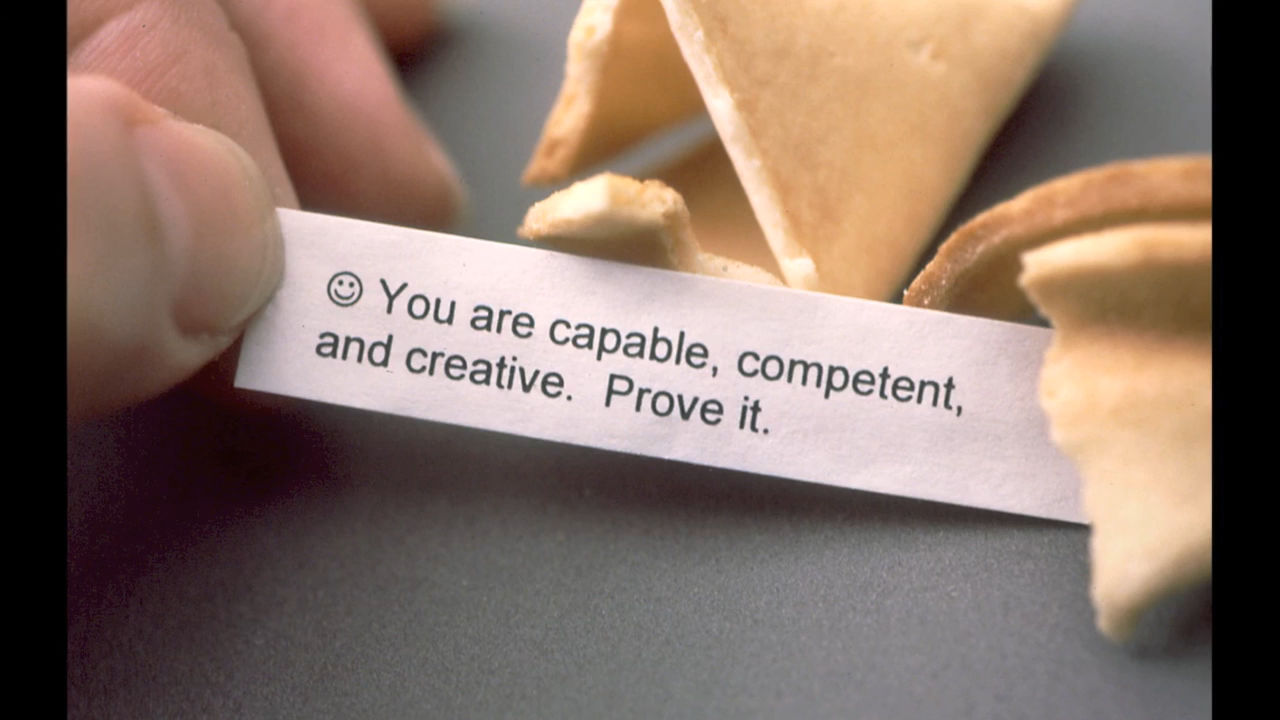 ☺ You are capable, competent,
and creative.  Prove it.